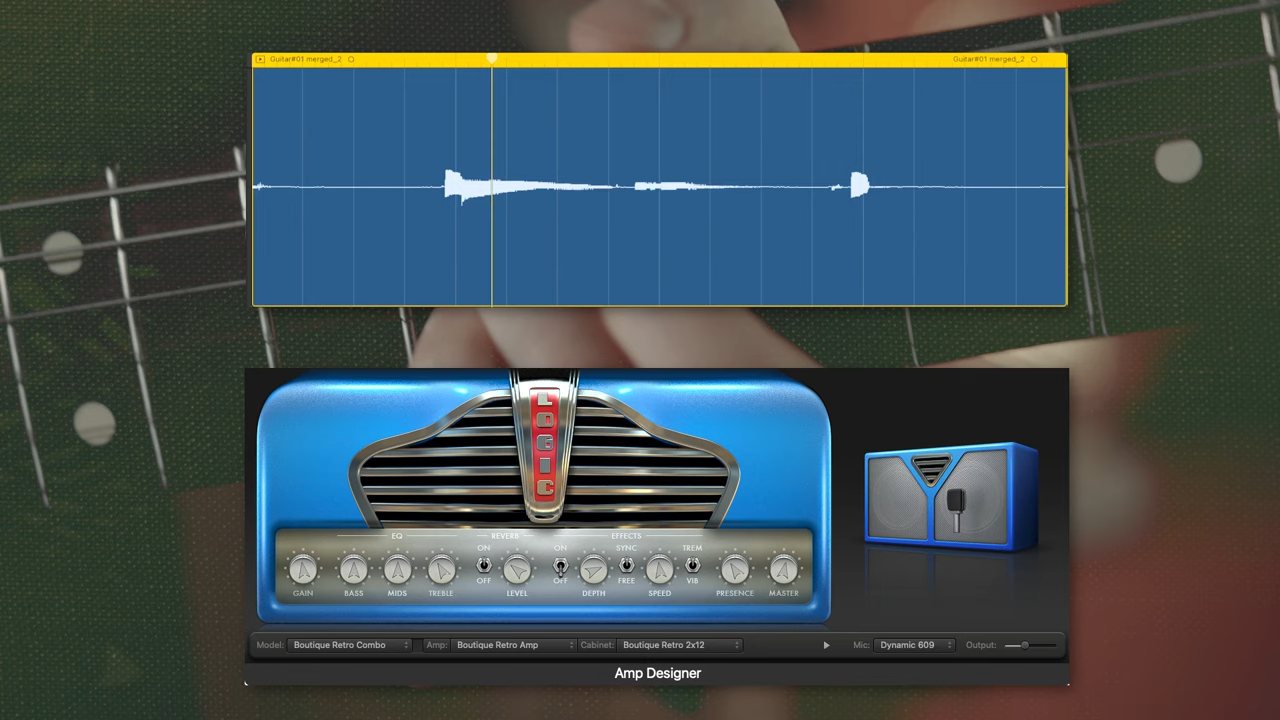 Guitar#01 merged_2
Guitar#01 merged_2
LOGIC
EQ
REVERB
EFFECTS
ON
ON
SYNC
TREM
OFF
OFF
FREE
VIB
GAIN
BASS
MIDS
TREBLE
LEVEL
DEPTH
SPEED
PRESENCE
MASTER
Model: Boutique Retro Combo
Amp: Boutique Retro Amp
Cabinet: Boutique Retro 2x12
Mic: Dynamic 609
Output:
Amp Designer